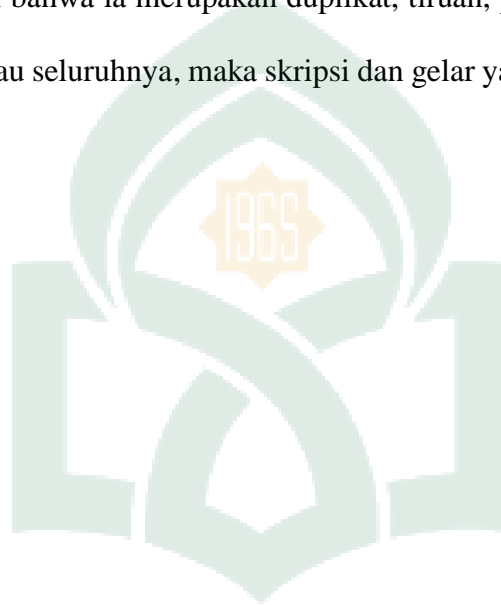 bahwa ia merupakan duplikat, tiruan,
au seluruhnya, maka skripsi dan gelar ya
1965